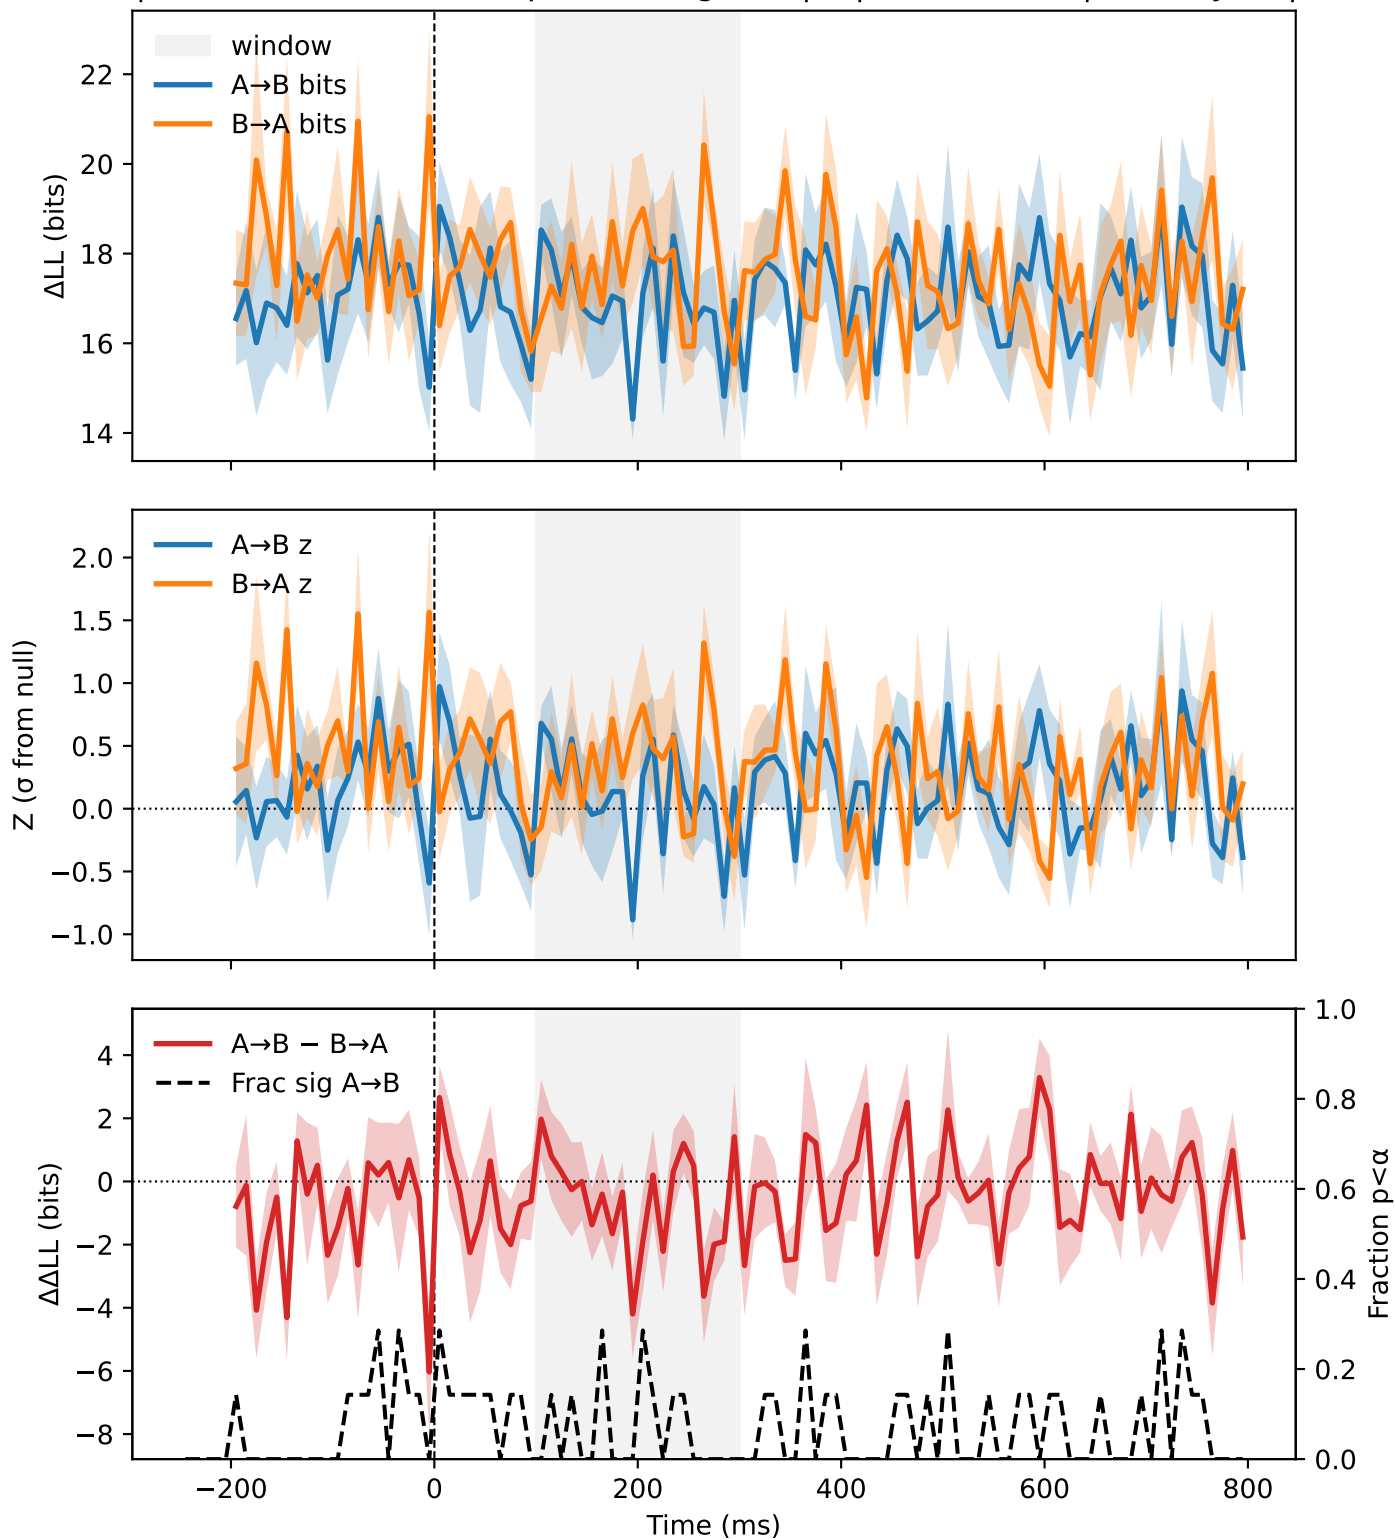 window
A→B bits
B→A bits
ΔLL (bits)
22
20
18
16
14
A→B z
B→A z
Z (σ from null)
2.0
1.5
1.0
0.5
0.0
−0.5
−1.0
A→B − B→A
Frac sig A→B
ΔΔLL (bits)
4
2
0
−2
−4
−6
−8
1.0
0.8
0.6
0.4
0.2
0.0
Fraction p<α
−200
0
200
400
600
800
Time (ms)